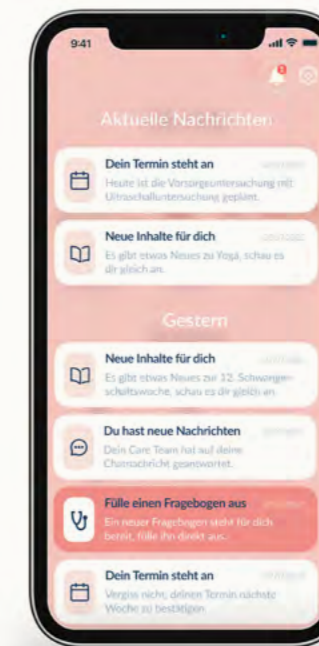 9:41
Aktuelle Nachrichten
Dein Termin steht an
Heute ist die Vorsorgeuntersuchung mit
Ultraschalluntersuchung geplant.
Neue Inhalte für dich
Es gibt etwas Neues zu Yoga, schau es
dir gleich an.
Gestern
Neue Inhalte für dich
Es gibt etwas Neues zur 12. Schwanger-
schaftswoche, schau es dir gleich an.
Du hast neue Nachrichten
Dein Care Team hat auf deine
Chatnachricht geantwortet.
Fülle einen Fragebogen aus
Ein neuer Fragebogen steht für dich
bereit, fülle ihn direkt aus.
Dein Termin steht an
Vergiss nicht, deinen Termin nächste
Woche zu bestätigen.